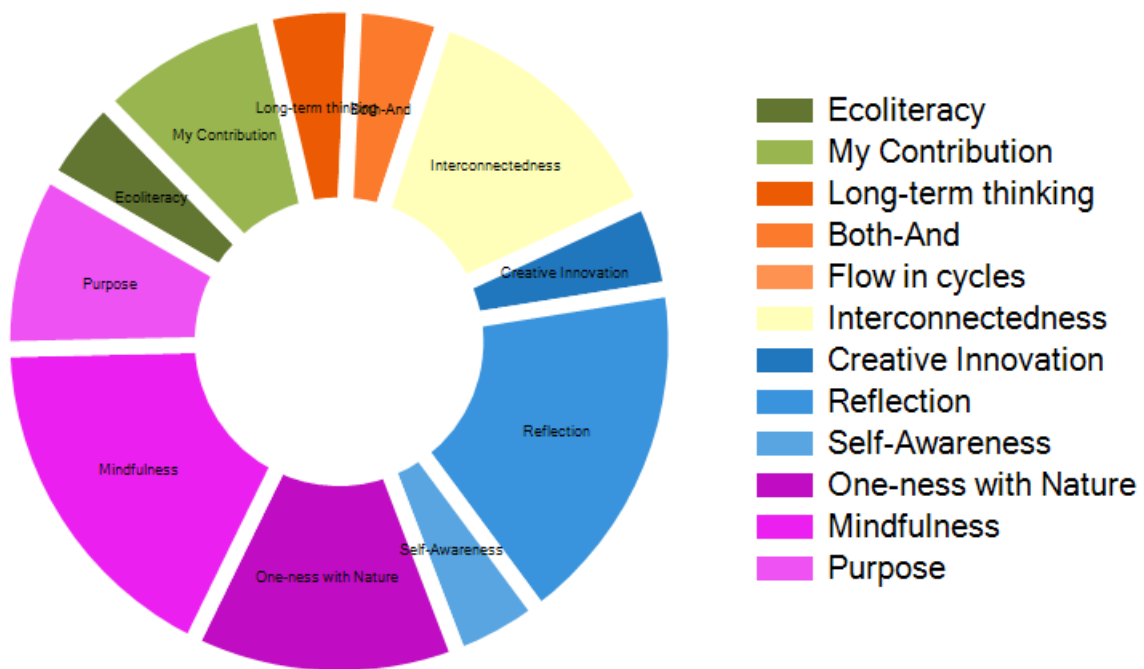 Long-term thinking
Both-And
My Contribution
Interconnectedness
Ecoliteracy
Creative Innovation
Purpose
Reflection
Mindfulness
Self-Awareness
One-ness with Nature
Ecoliteracy
My Contribution
Long-term thinking
Both-And
Flow in cycles
Interconnectedness
Creative Innovation
Reflection
Self-Awareness
One-ness with Nature
Mindfulness
Purpose